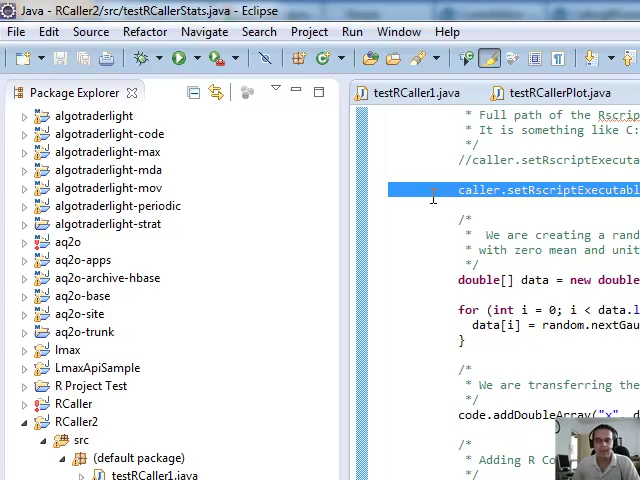 Java - RCaller2/src/testRCallerStats.java - Eclipse
File Edit Source Refactor Navigate Search Project Run Window Help
Package Explorer
testRCaller1.java testRCallerPlot.java
algotraderlight
algotraderlight-code
algotraderlight-max
algotraderlight-mda
algotraderlight-mov
algotraderlight-periodic
algotraderlight-strat
aq2o
aq2o-apps
aq2o-archive-hbase
aq2o-base
aq2o-site
aq2o-trunk
lmax
LmaxApiSample
R Project Test
RCaller
RCaller2
src
(default package)
testRCaller1.java
* Full path of the Rscrip
* It is something like C:
*/
//caller.setRscriptExecuta
caller.setRscriptExecutabl
/*
* We are creating a rand
* with zero mean and unit
*/
double[] data = new double
for (int i = 0; i < data.l
data[i] = random.nextGau
}
/*
* We are transferring the
*/
code.addDoubleArray("x", d
/*
* Adding R Co